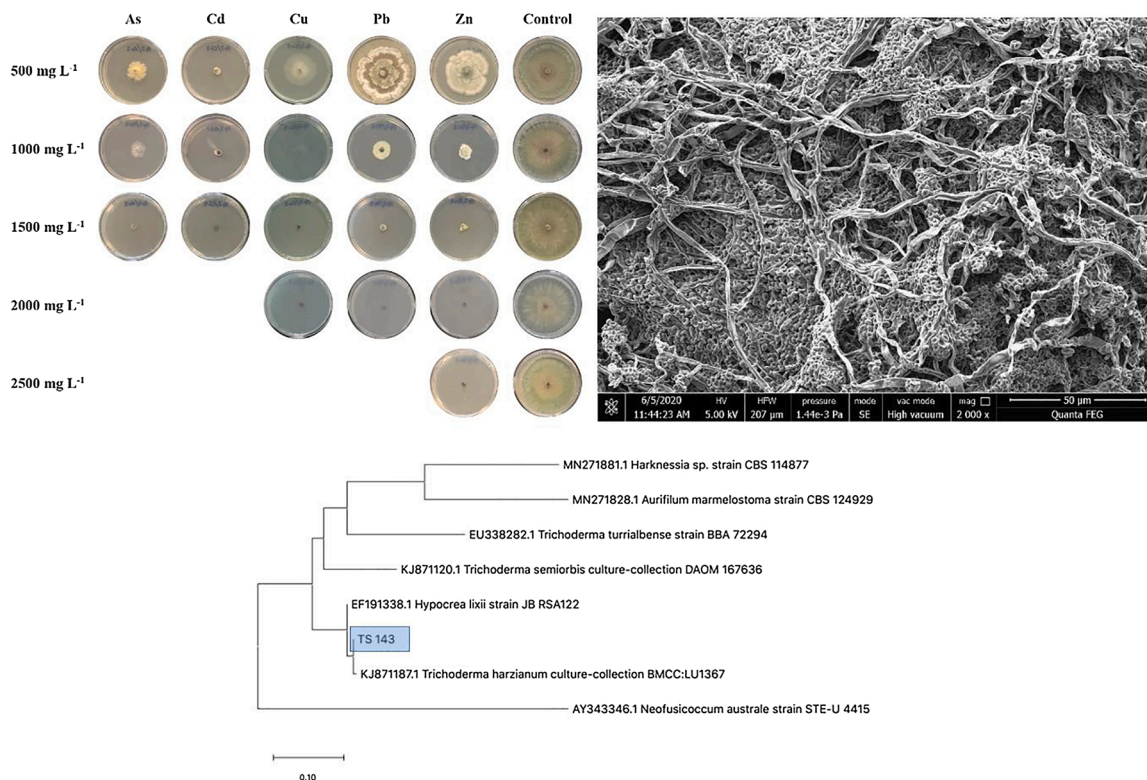 As Cd Cu Pb Zn Control
500 mg L⁻¹
1000 mg L⁻¹
1500 mg L⁻¹
2000 mg L⁻¹
2500 mg L⁻¹
6/5/2020 HV HFW pressure mode vac mode mag 50 µm
11:44:23 AM 5.00 kV 207 µm 1.44e-3 Pa SE High vacuum 2 000 x Quanta FEG
MN271881.1 Harknessia sp. strain CBS 114877
MN271828.1 Aurifilum marmelostoma strain CBS 124929
EU338282.1 Trichoderma turrialbense strain BBA 72294
KJ871120.1 Trichoderma semiorbis culture-collection DAOM 167636
EF191338.1 Hypocrea lixii strain JB RSA122
TS 143
KJ871187.1 Trichoderma harzianum culture-collection BMCC:LU1367
AY343346.1 Neofusicoccum australe strain STE-U 4415
0.10